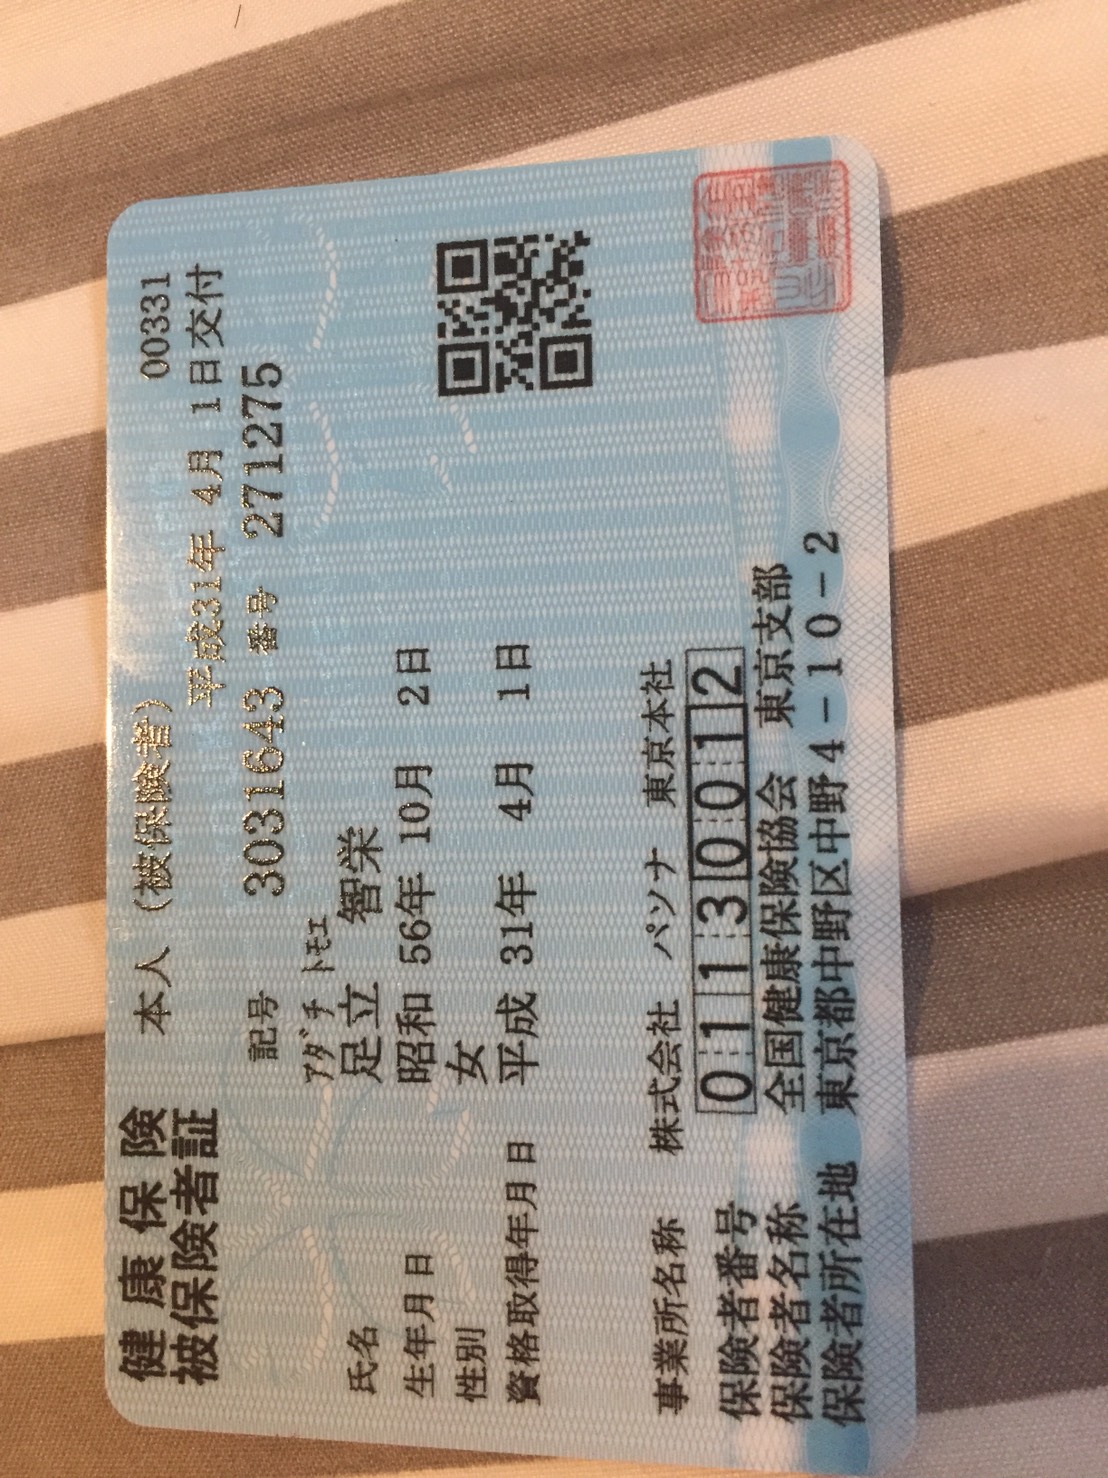 健康保険 本人(被保険者) 00331
被保険者証 平成31年 4月 1日交付
記号 3031643 番号 271275
アダチ トモエ
氏名 足立 智栄
生年月日 昭和 56年 10月 2日
性別 女
資格取得年月日 平成 31年 4月 1日
事業所名称 株式会社 パソナ 東京本社
保険者番号 01130012
保険者名称 全国健康保険協会 東京支部
保険者所在地 東京都中野区中野4-10-2